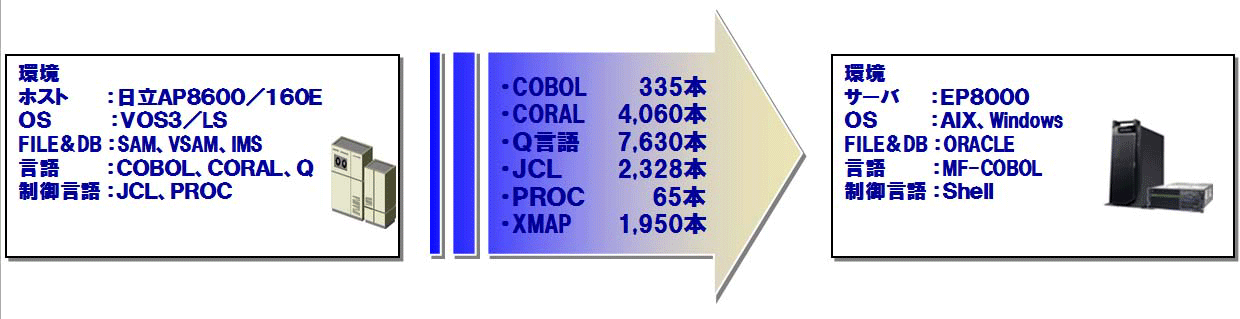 環境
ホスト　：日立AP8600／160E
OS　　　：VOS3／LS
FILE＆DB：SAM、VSAM、IMS
言語　　：COBOL、CORAL、Q
制御言語：JCL、PROC
・COBOL　335本
・CORAL　4,060本
・Q言語　7,630本
・JCL　2,328本
・PROC　65本
・XMAP　1,950本
環境
サーバ　：EP8000
OS　　　：AIX、Windows
FILE＆DB：ORACLE
言語　　：MF-COBOL
制御言語：Shell